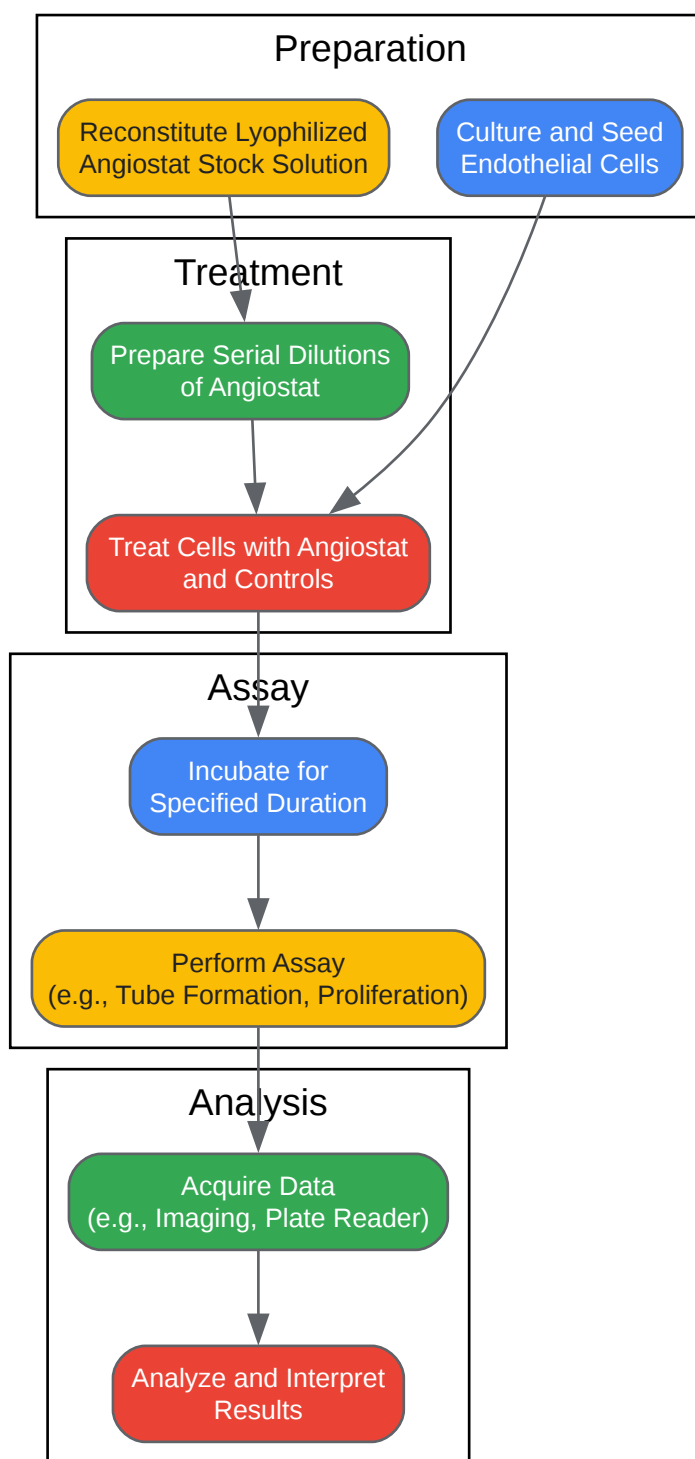 Preparation
Reconstitute Lyophilized
Angiostat Stock Solution
Culture and Seed
Endothelial Cells
Treatment
Prepare Serial Dilutions
of Angiostat
Treat Cells with Angiostat
and Controls
Assay
Incubate for
Specified Duration
Perform Assay
(e.g., Tube Formation, Proliferation)
Analysis
Acquire Data
(e.g., Imaging, Plate Reader)
Analyze and Interpret
Results